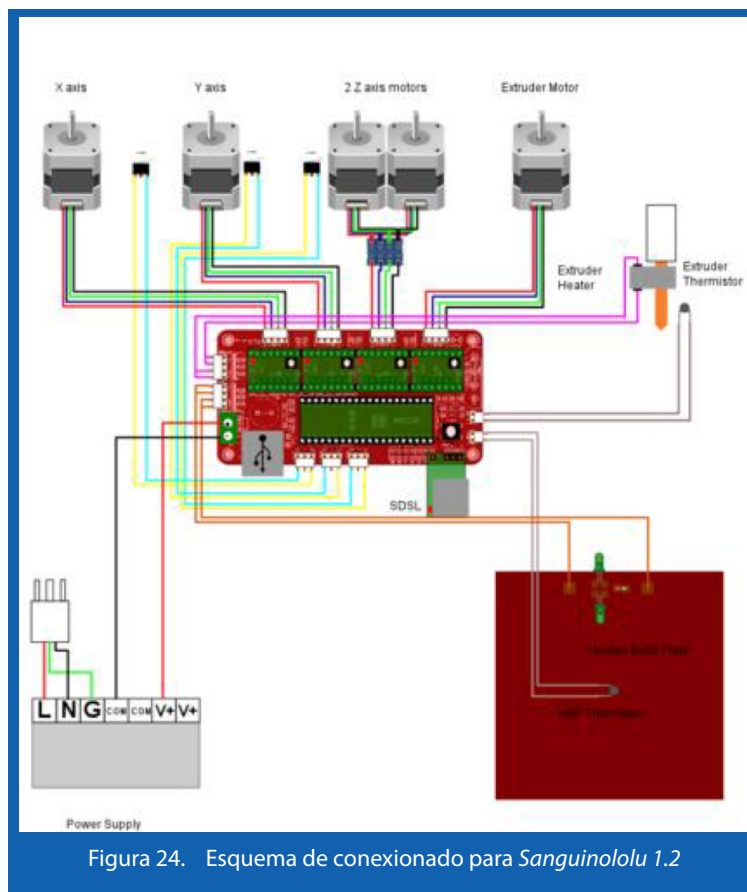 X axis
Y axis
2 Z axis motors
Extruder Motor
Extruder
Heater
Extruder
Thermistor
SDSL
Heated Build Plate
HBP Thermistor
L N G COM COM V+ V+
Power Supply
Figura 24. Esquema de conexionado para Sanguinololu 1.2